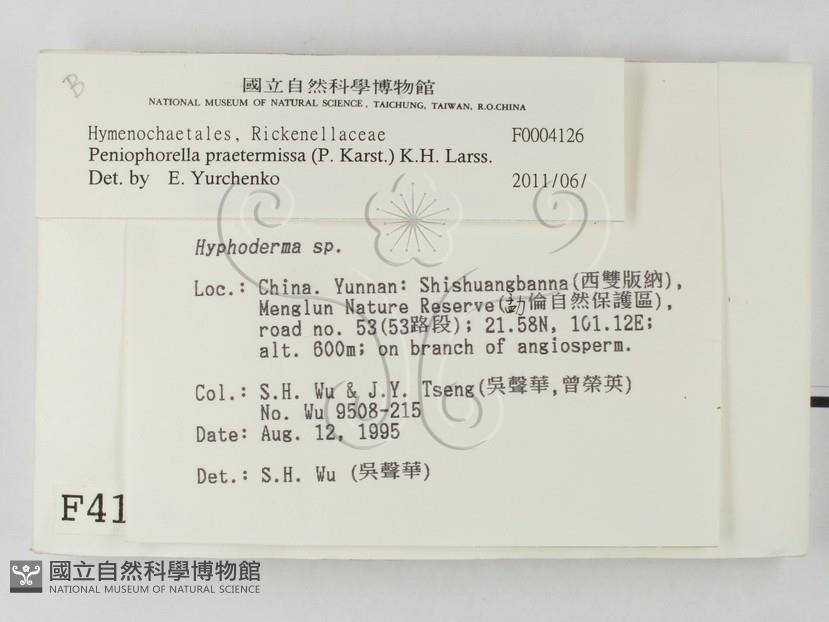 B
國立自然科學博物館
NATIONAL MUSEUM OF NATURAL SCIENCE, TAICHUNG, TAIWAN, R.O.CHINA
Hymenochaetales, Rickenellaceae F0004126
Peniophorella praetermissa (P. Karst.) K.H. Larss.
Det. by E. Yurchenko 2011/06/
Hyphoderma sp.
Loc.: China. Yunnan: Shishuangbanna(西雙版納),
Menglun Nature Reserve(勐倫自然保護區),
road no. 53(53路段); 21.58N, 101.12E;
alt. 600m; on branch of angiosperm.
Col.: S.H. Wu & J.Y. Tseng(吳聲華,曾榮英)
No. Wu 9508-215
Date: Aug. 12, 1995
Det.: S.H. Wu (吳聲華)
F41
國立自然科學博物館
NATIONAL MUSEUM OF NATURAL SCIENCE